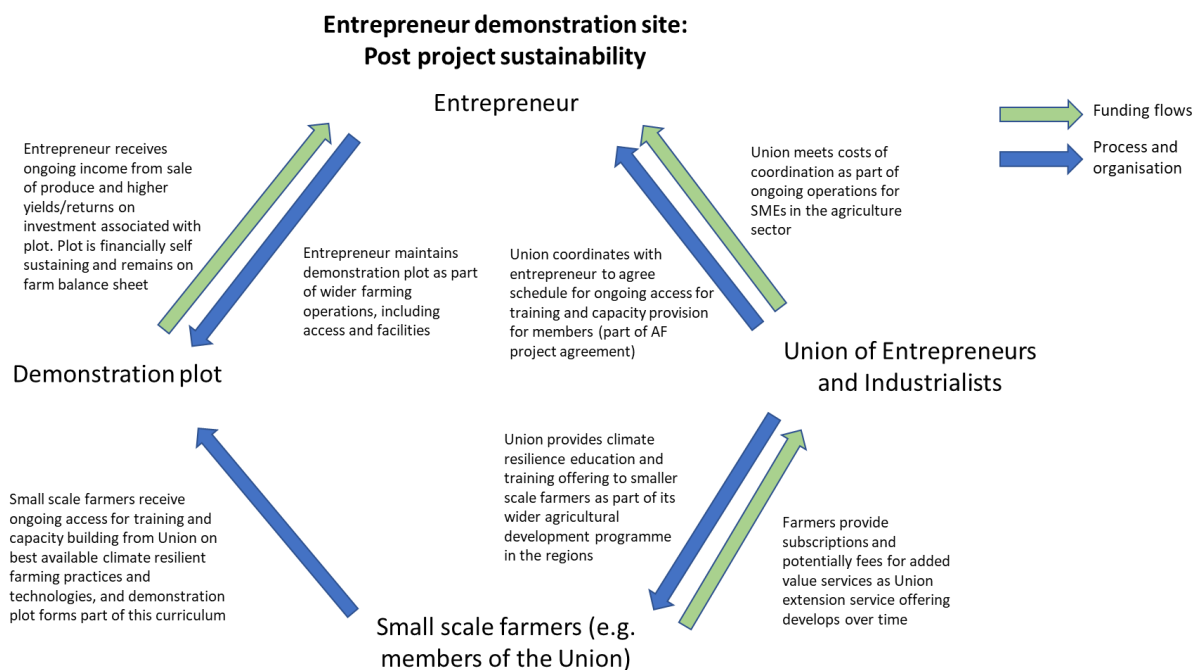 Entrepreneur demonstration site:
Post project sustainability
Entrepreneur
Funding flows
Process and
organisation
Entrepreneur receives
ongoing income from sale
of produce and higher
yields/returns on
investment associated with
plot. Plot is financially self
sustaining and remains on
farm balance sheet
Entrepreneur maintains
demonstration plot as part
of wider farming
operations, including
access and facilities
Union coordinates with
entrepreneur to agree
schedule for ongoing access for
training and capacity provision
for members (part of AF
project agreement)
Union meets costs of
coordination as part of
ongoing operations for
SMEs in the agriculture
sector
Demonstration plot
Union of Entrepreneurs
and Industrialists
Small scale farmers receive
ongoing access for training and
capacity building from Union on
best available climate resilient
farming practices and
technologies, and demonstration
plot forms part of this curriculum
Union provides climate
resilience education and
training offering to smaller
scale farmers as part of its
wider agricultural
development programme
in the regions
Farmers provide
subscriptions and
potentially fees for added
value services as Union
extension service offering
develops over time
Small scale farmers (e.g.
members of the Union)